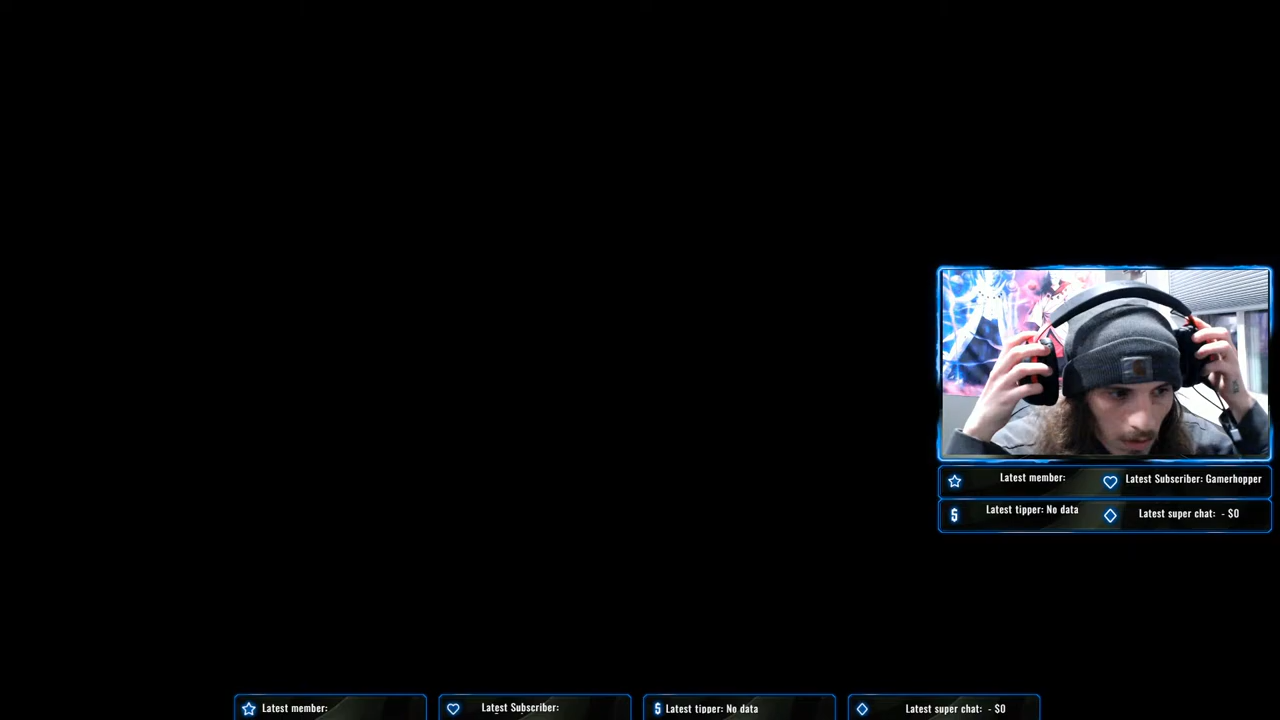 Latest member:
Latest Subscriber: Gamerhopper
Latest tipper: No data
Latest super chat: - $0
Latest member:
Latest Subscriber:
$ Latest tipper: No data
Latest super chat: - $0